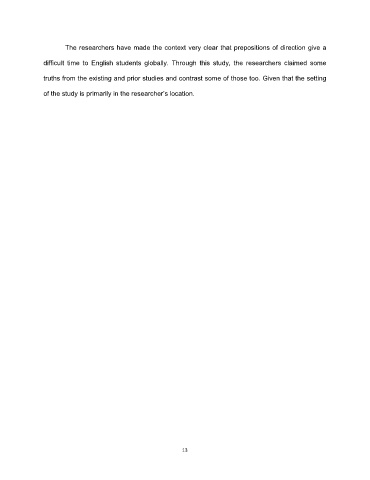 The researchers have made the context very clear that prepositions of direction give a
difficult time to English students globally. Through this study, the researchers claimed some
truths from the existing and prior studies and contrast some of those too. Given that the setting
of the study is primarily in the researcher's location.
13